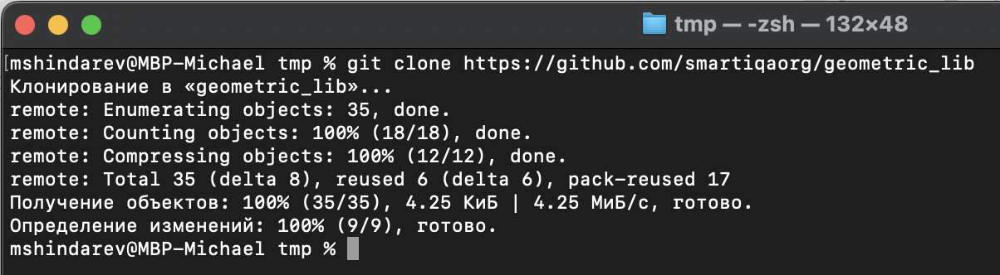 tmp — -zsh — 132×48
mshindarev@MBP-Michael tmp % git clone https://github.com/smartiqaorg/geometric_lib
Клонирование в «geometric_lib»...
remote: Enumerating objects: 35, done.
remote: Counting objects: 100% (18/18), done.
remote: Compressing objects: 100% (12/12), done.
remote: Total 35 (delta 8), reused 6 (delta 6), pack-reused 17
Получение объектов: 100% (35/35), 4.25 КиБ | 4.25 МиБ/с, готово.
Определение изменений: 100% (9/9), готово.
mshindarev@MBP-Michael tmp %